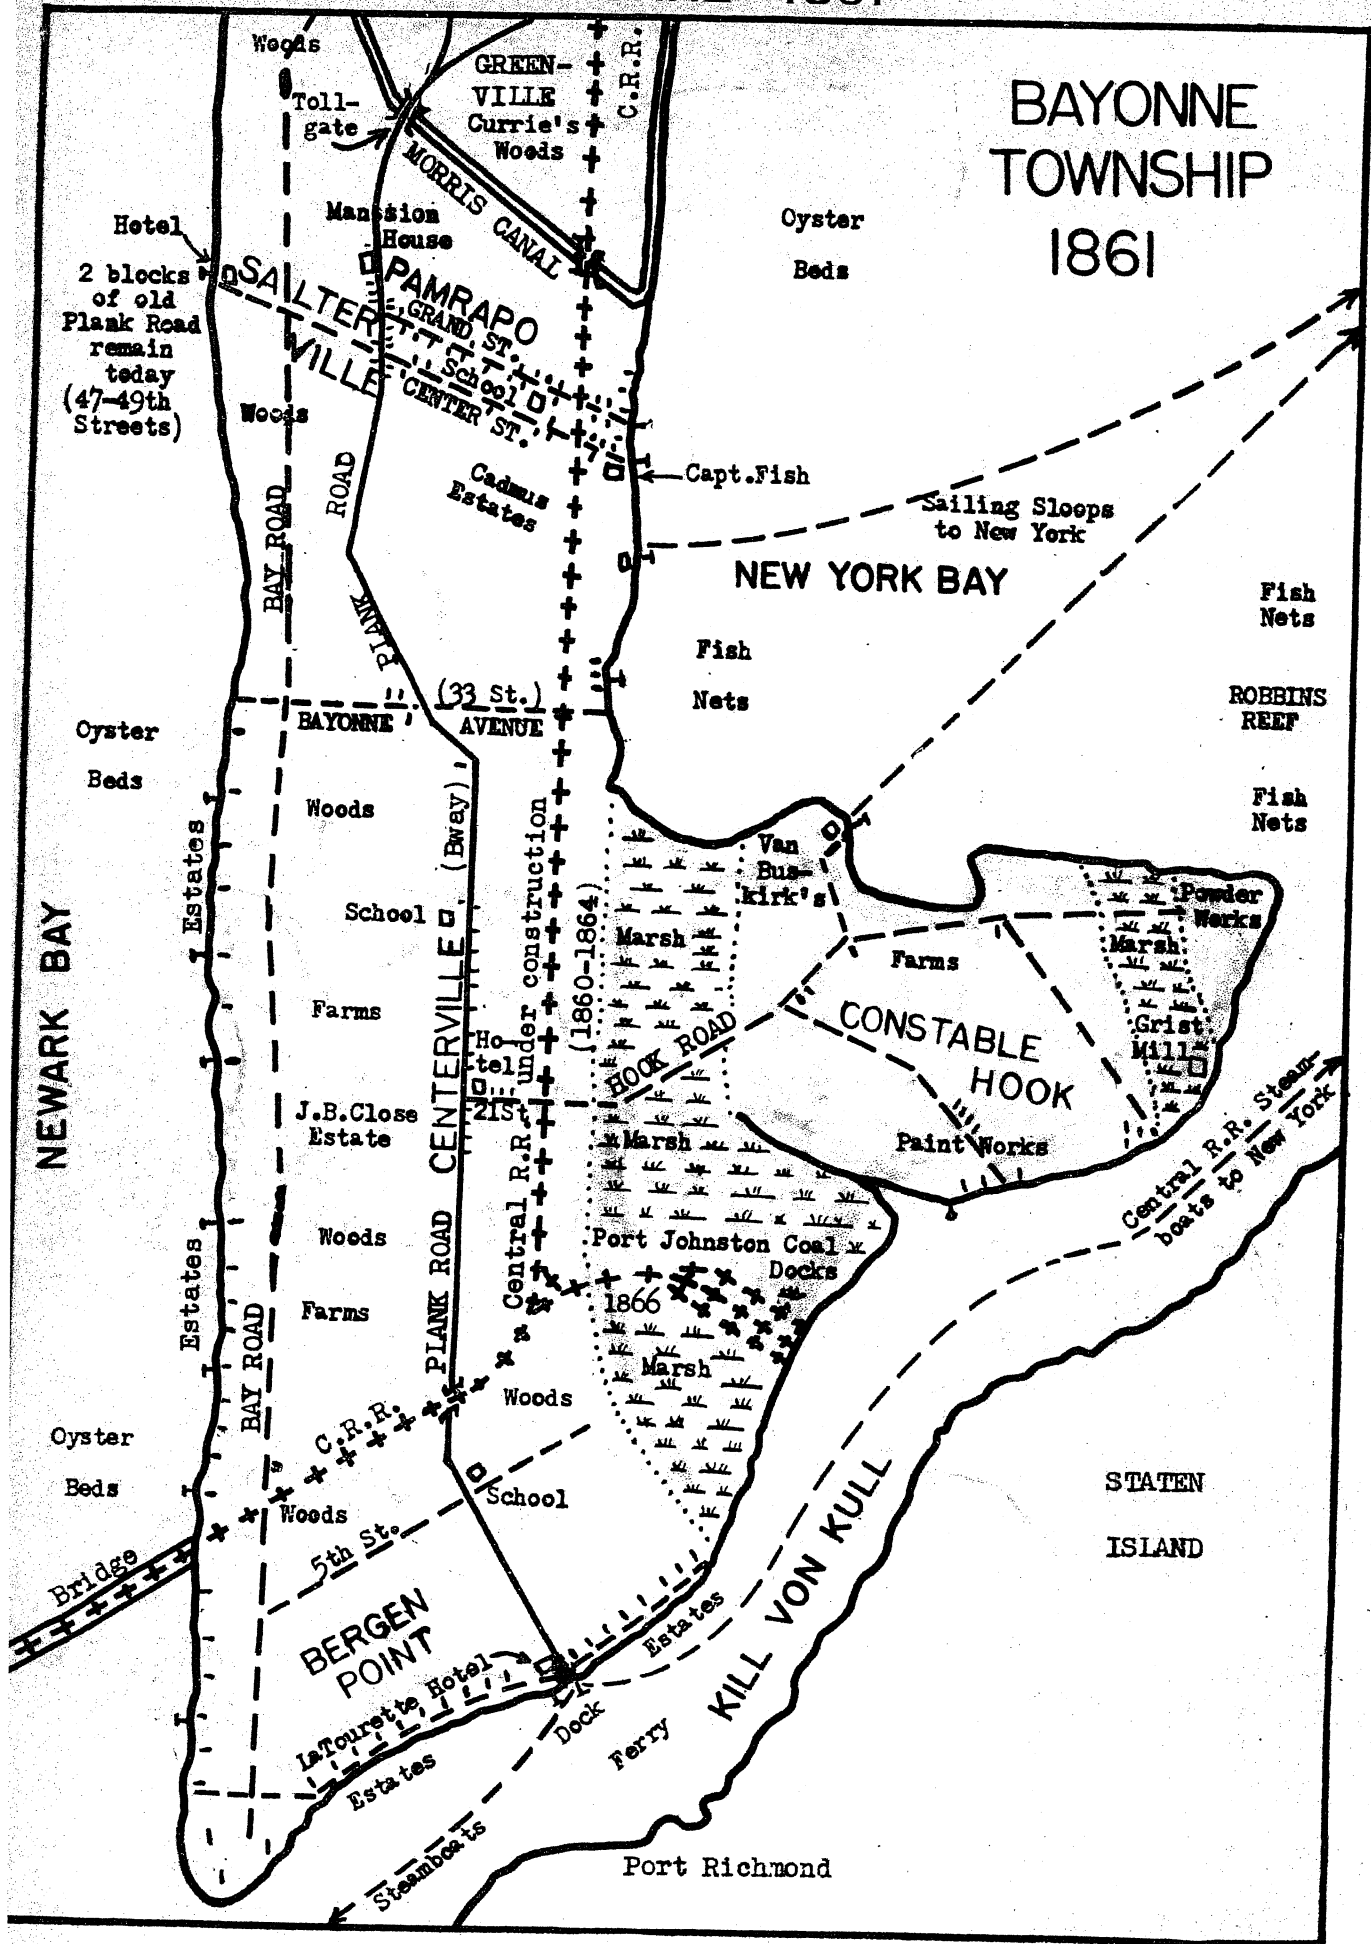 BAYONNE
TOWNSHIP
1861
Woods
Toll-
gate
GREEN-
VILLE
Currie's
Woods
C.R.R.
MORRIS CANAL
Manssion
House
Hotel
2 blocks
of old
Plank Road
remain
today
(47-49th
Streets)
SALTER
VILLE
PAMRAPO
GRAND ST.
School
CENTER ST.
Woods
Oyster
Beds
Cadmus
Estates
Capt.Fish
Sailing Sloops
to New York
NEW YORK BAY
BAY ROAD
ROAD
PLANK
Fish
Nets
Fish
Nets
ROBBINS
REEF
Fish
Nets
(33 St.)
BAYONNE
AVENUE
Oyster
Beds
Estates
Woods
(Bway)
School
Farms
CENTERVILLE
Ho-
tel
21St
J.B.Close
Estate
NEWARK BAY
Central R.R. under construction
(1860-1864)
Marsh
Van
Bus-
kirk's
Powder
Works
Marsh
Farms
Grist
Mill
CONSTABLE
HOOK
HOOK ROAD
Marsh
Paint Works
Central R.R. Steam-
boats to New York
Estates
Woods
Farms
PLANK ROAD
BAY ROAD
Port Johnston Coal
Docks
1866
Marsh
C.R.R.
Woods
Oyster
Beds
Woods
School
5th St.
Bridge
BERGEN
POINT
LaTourette Hotel
Estates
Estates
Dock
Ferry
KILL VON KULL
STATEN
ISLAND
Steamboats
Port Richmond